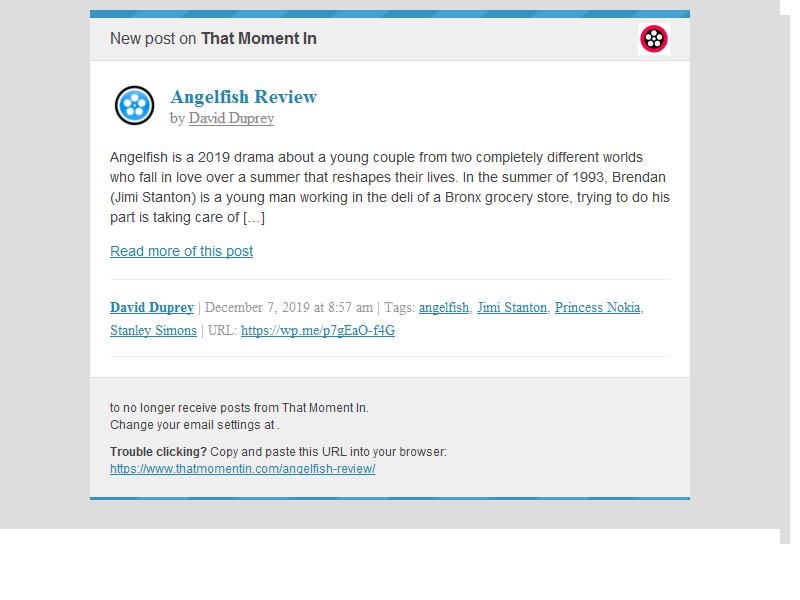 New post on That Moment In
Angelfish Review
by David Duprey
Angelfish is a 2019 drama about a young couple from two completely different worlds
who fall in love over a summer that reshapes their lives. In the summer of 1993, Brendan
(Jimi Stanton) is a young man working in the deli of a Bronx grocery store, trying to do his
part is taking care of […]
Read more of this post
David Duprey | December 7, 2019 at 8:57 am | Tags: angelfish, Jimi Stanton, Princess Nokia,
Stanley Simons | URL: https://wp.me/p7gEaO-f4G
to no longer receive posts from That Moment In.
Change your email settings at .
Trouble clicking? Copy and paste this URL into your browser:
https://www.thatmomentin.com/angelfish-review/